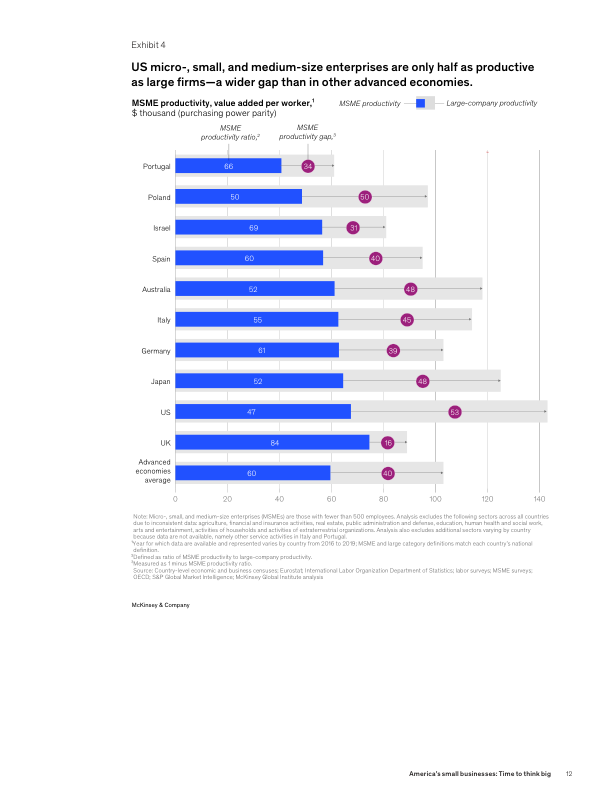 Exhibit 4
US micro-, small, and medium-size enterprises are only half as productive
as large firms—a wider gap than in other advanced economies.
MSME productivity, value added per worker,¹
$ thousand (purchasing power parity)
MSME productivity
Large-company productivity
MSME
productivity ratio,²
MSME
productivity gap,³
Portugal 66 34
Poland 50 50
Israel 69 31
Spain 60 40
Australia 52 48
Italy 55 45
Germany 61 39
Japan 52 48
US 47 53
UK 84 16
Advanced
economies
average
60 40
0 20 40 60 80 100 120 140
Note: Micro-, small, and medium-size enterprises (MSMEs) are those with fewer than 500 employees. Analysis excludes the following sectors across all countries
due to inconsistent data: agriculture, financial and insurance activities, real estate, public administration and defense, education, human health and social work,
arts and entertainment, activities of households and activities of extraterritorial organizations. Analysis also excludes additional sectors varying by country
because data are not available, namely other service activities in Italy and Portugal.
¹Year for which data are available and represented varies by country from 2016 to 2019; MSME and large category definitions match each country's national
definition.
²Defined as ratio of MSME productivity to large-company productivity.
³Measured as 1 minus MSME productivity ratio.
Source: Country-level economic and business censuses; Eurostat; International Labor Organization Department of Statistics; labor surveys; MSME surveys;
OECD; S&P Global Market Intelligence; McKinsey Global Institute analysis
McKinsey & Company
America's small businesses: Time to think big 12